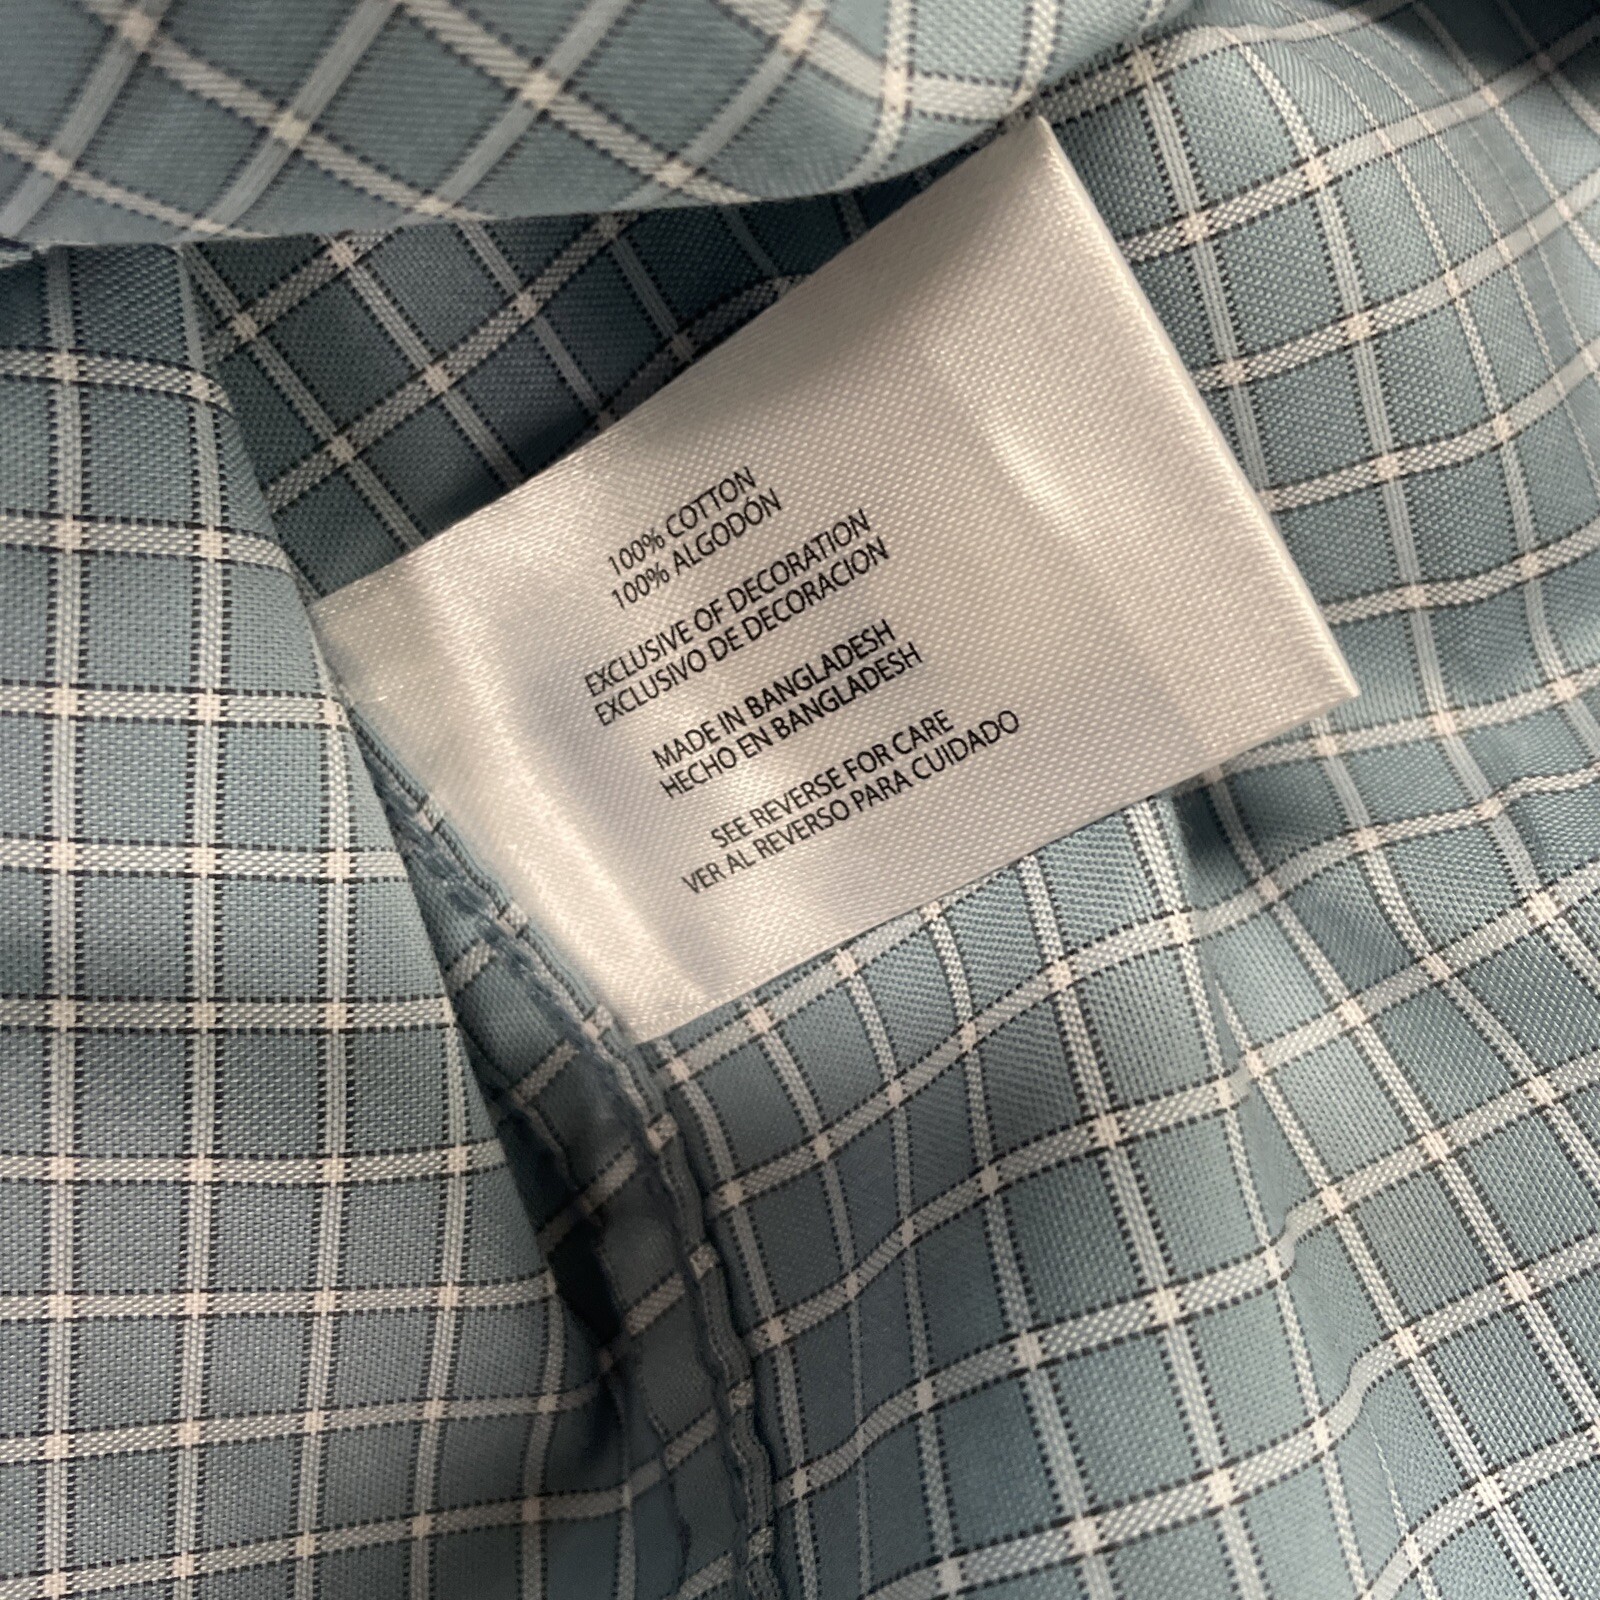 100% COTTON
100% ALGODÓN
EXCLUSIVE OF DECORATION
EXCLUSIVO DE DECORACION
MADE IN BANGLADESH
HECHO EN BANGLADESH
SEE REVERSE FOR CARE
VER AL REVERSO PARA CUIDADO